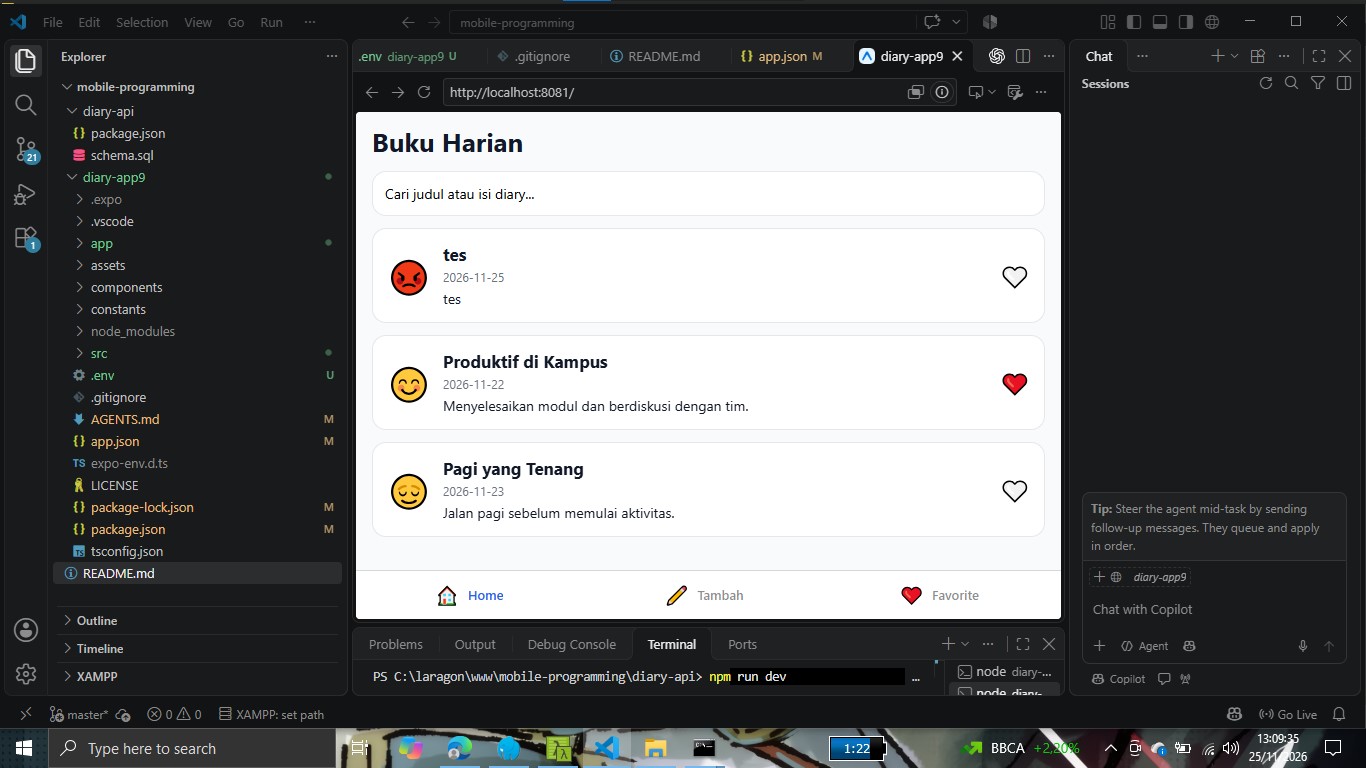 File Edit Selection View Go Run ··· mobile-programming
Explorer
.env diary-app9 U
.gitignore
README.md
app.json M
diary-app9
Chat
mobile-programming
diary-api
package.json
schema.sql
diary-app9
.expo
.vscode
app
assets
components
constants
node_modules
src
.env U
.gitignore
AGENTS.md M
app.json M
expo-env.d.ts
LICENSE
package-lock.json M
package.json M
tsconfig.json
README.md
Outline
Timeline
XAMPP
21
1
http://localhost:8081/
Buku Harian
Cari judul atau isi diary...
tes
2026-11-25
tes
Produktif di Kampus
2026-11-22
Menyelesaikan modul dan berdiskusi dengan tim.
Pagi yang Tenang
2026-11-23
Jalan pagi sebelum memulai aktivitas.
Home
Tambah
Favorite
Problems Output Debug Console Terminal Ports
PS C:\laragon\www\mobile-programming\diary-api> npm run dev ...
node diary-...
node diary-
Sessions
Tip: Steer the agent mid-task by sending
follow-up messages. They queue and apply
in order.
diary-app9
Chat with Copilot
Agent
Copilot
master*
0 0
XAMPP: set path
Go Live
Type here to search
1:22
BBCA +2,20%
13:09:35
25/11/2026